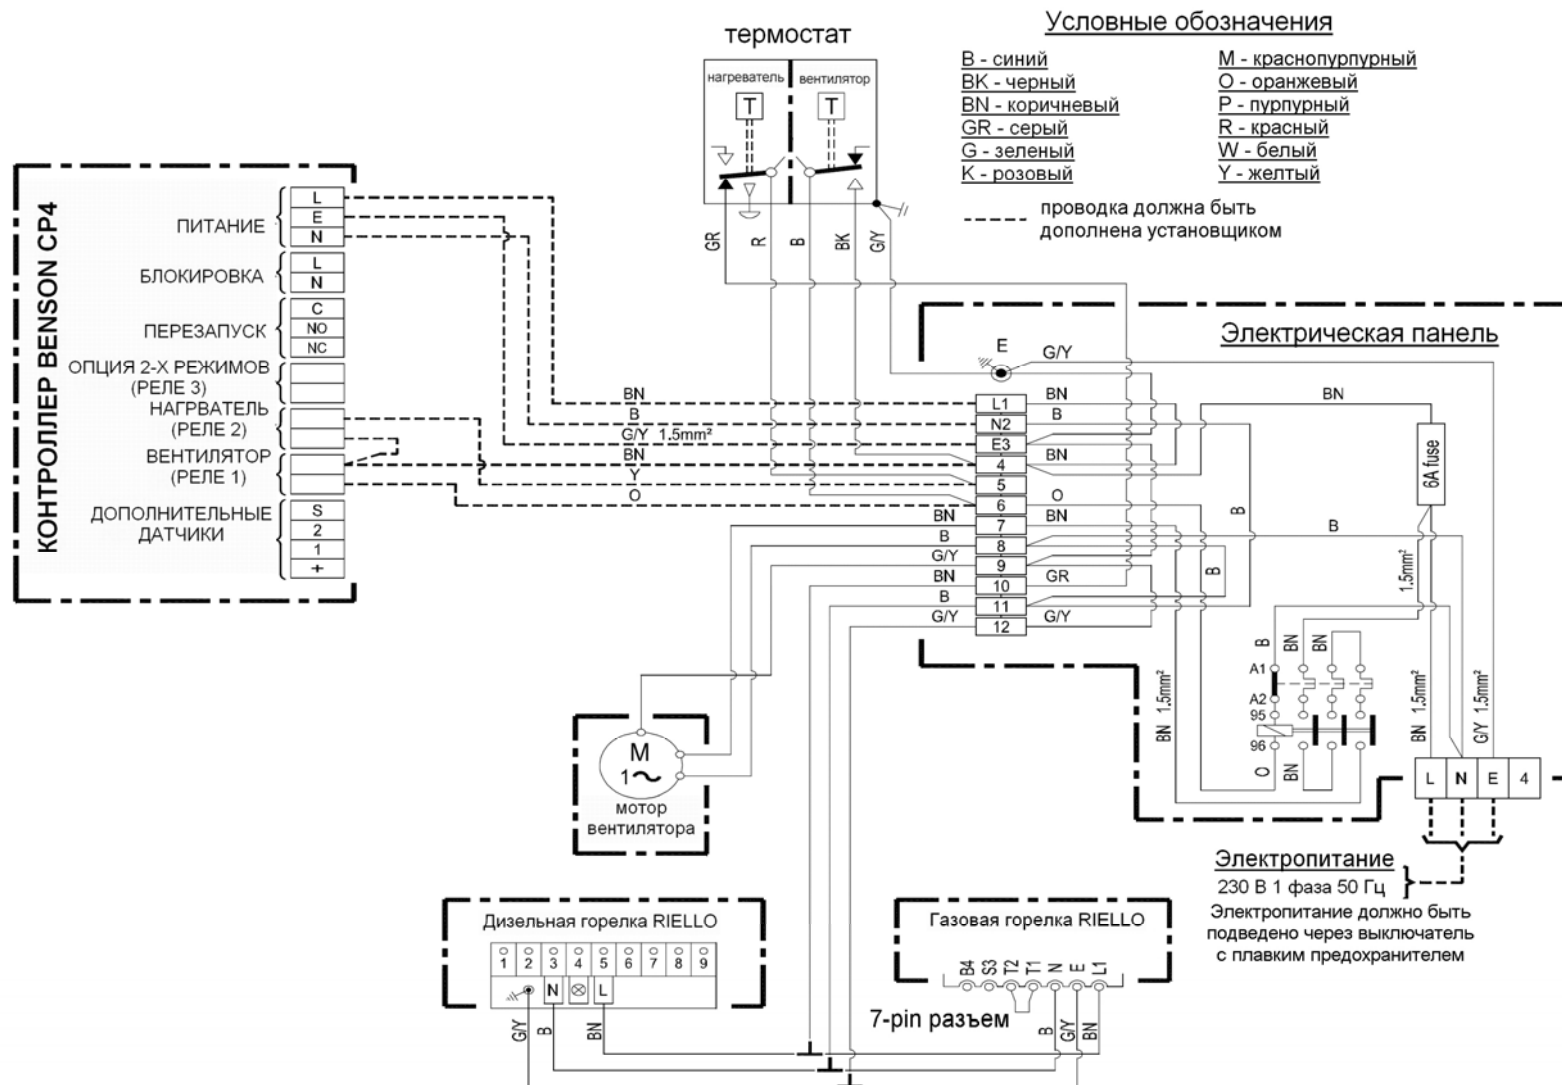 Условные обозначения
B - синий
BK - черный
BN - коричневый
GR - серый
G - зеленый
K - розовый
M - краснопурпурный
O - оранжевый
P - пурпурный
R - красный
W - белый
Y - желтый
проводка должна быть
дополнена установщиком
термостат
нагреватель
вентилятор
T
T
GR
R
B
BK
G/Y
КОНТРОЛЛЕР BENSON CP4
ПИТАНИЕ
L
E
N
БЛОКИРОВКА
L
N
ПЕРЕЗАПУСК
C
NO
NC
ОПЦИЯ 2-Х РЕЖИМОВ
(РЕЛЕ 3)
НАГРВАТЕЛЬ
(РЕЛЕ 2)
ВЕНТИЛЯТОР
(РЕЛЕ 1)
ДОПОЛНИТЕЛЬНЫЕ
ДАТЧИКИ
S
2
1
+
BN
B
G/Y 1.5mm²
BN
Y
O
BN
B
G/Y
BN
B
G/Y
Электрическая панель
E
G/Y
L1
N2
E3
4
5
6
7
8
9
10
11
12
BN
B
BN
O
BN
GR
G/Y
B
B
BN
B
6A fuse
1.5mm²
B
BN
BN
A1
A2
95
96
O
BN
BN 1.5mm²
BN 1.5mm²
G/Y 1.5mm²
L
N
E
4
Электропитание
230 В 1 фаза 50 Гц
Электропитание должно быть
подведено через выключатель
с плавким предохранителем
M
1
мотор
вентилятора
Дизельная горелка RIELLO
1 2 3 4 5 6 7 8 9
N
L
G/Y
B
BN
Газовая горелка RIELLO
B4
S3
T2
T1
N
E
L1
7-pin разъем
B
G/Y
BN